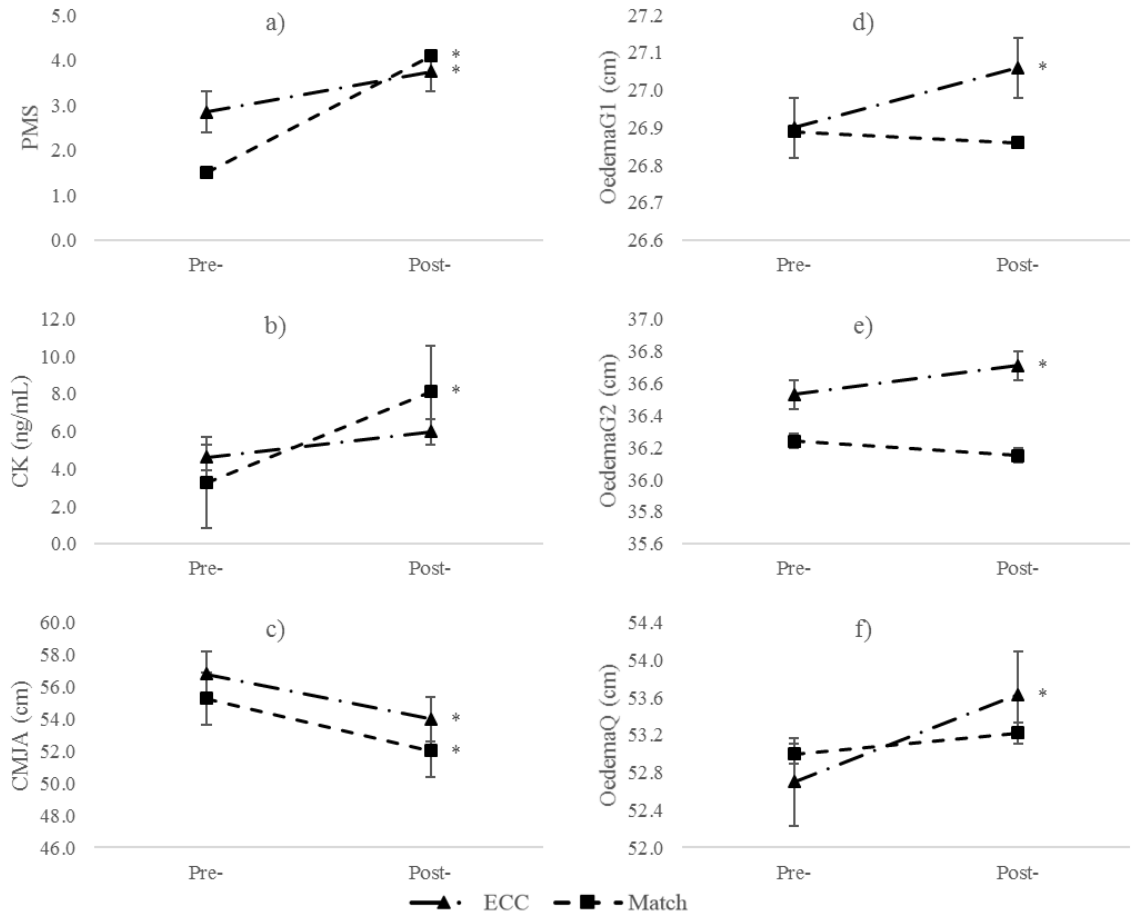 a)
PMS
5.0
4.0
3.0
2.0
1.0
0.0
*
*
Pre-
Post-
d)
OedemaG1 (cm)
27.2
27.1
27.0
26.9
26.8
26.7
26.6
*
Pre-
Post-
b)
CK (ng/mL)
12.0
10.0
8.0
6.0
4.0
2.0
0.0
*
Pre-
Post-
e)
OedemaG2 (cm)
37.0
36.8
36.6
36.4
36.2
36.0
35.8
35.6
*
Pre-
Post-
c)
CMJA (cm)
60.0
58.0
56.0
54.0
52.0
50.0
48.0
46.0
*
*
Pre-
Post-
f)
OedemaQ (cm)
54.4
54.0
53.6
53.2
52.8
52.4
52.0
*
Pre-
Post-
ECC
Match